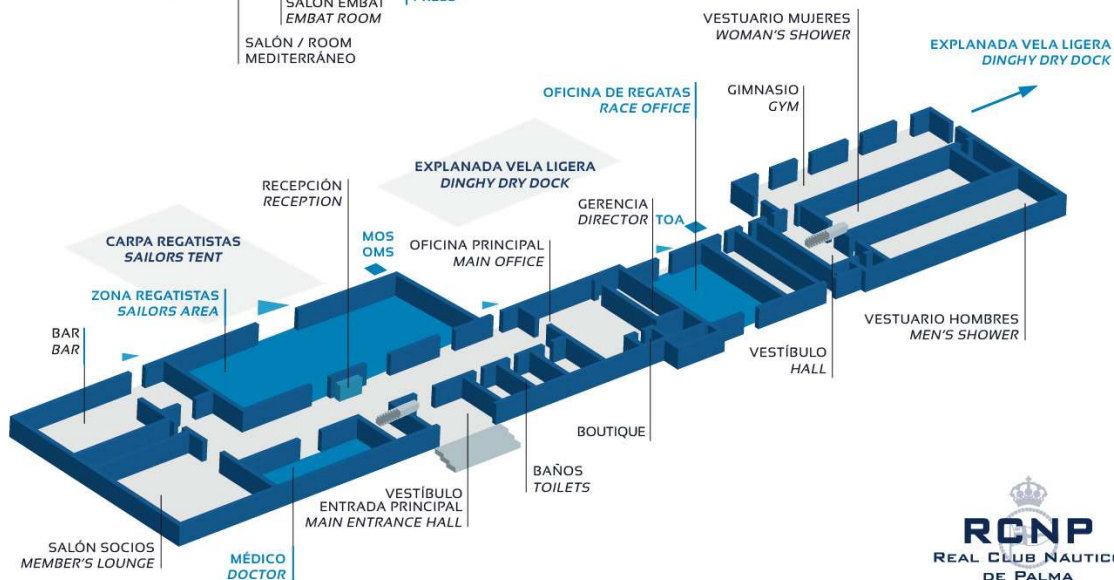 SALÓN EMBAT
EMBAT ROOM
SALÓN / ROOM
MEDITERRÁNEO
VESTUARIO MUJERES
WOMAN'S SHOWER
EXPLANADA VELA LIGERA
DINGHY DRY DOCK
OFICINA DE REGATAS
RACE OFFICE
GIMNASIO
GYM
EXPLANADA VELA LIGERA
DINGHY DRY DOCK
RECEPCIÓN
RECEPTION
GERENCIA
DIRECTOR
TOA
CARPA REGATISTAS
SAILORS TENT
MOS
OMS
OFICINA PRINCIPAL
MAIN OFFICE
ZONA REGATISTAS
SAILORS AREA
BAR
BAR
VESTUARIO HOMBRES
MEN'S SHOWER
VESTÍBULO
HALL
BOUTIQUE
BAÑOS
TOILETS
VESTÍBULO
ENTRADA PRINCIPAL
MAIN ENTRANCE HALL
SALÓN SOCIOS
MEMBER'S LOUNGE
MÉDICO
DOCTOR
RCNP
REAL CLUB NAUTICO
DE PALMA